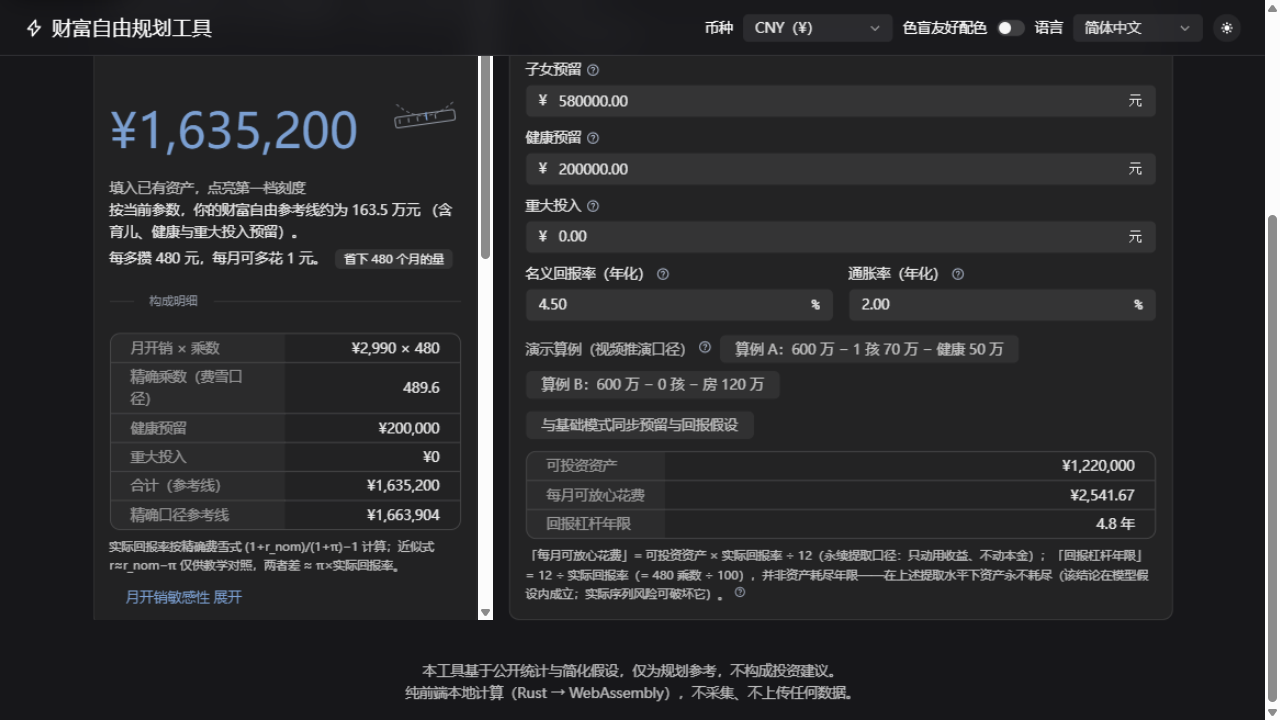 财富自由规划工具
币种 CNY (¥) 色盲友好配色 语言 简体中文
¥1,635,200
填入已有资产，点亮第一档刻度
按当前参数，你的财富自由参考线约为 163.5 万元 （含
育儿、健康与重大投入预留）。
每多攒 480 元，每月可多花 1 元。 省下 480 个月的量
构成明细
月开销 × 乘数 ¥2,990 × 480
精确乘数（费雪口
径） 489.6
健康预留 ¥200,000
重大投入 ¥0
合计（参考线） ¥1,635,200
精确口径参考线 ¥1,663,904
实际回报率按精确费雪式 (1+r_nom)/(1+π)−1 计算；近似式
r≈r_nom−π 仅供教学对照，两者差 ≈ π×实际回报率。
月开销敏感性 展开
子女预留
¥ 580000.00 元
健康预留
¥ 200000.00 元
重大投入
¥ 0.00 元
名义回报率（年化） 通胀率（年化）
4.50 % 2.00 %
演示算例（视频推演口径） 算例 A：600 万 − 1 孩 70 万 − 健康 50 万
算例 B：600 万 − 0 孩 − 房 120 万
与基础模式同步预留与回报假设
可投资资产 ¥1,220,000
每月可放心花费 ¥2,541.67
回报杠杆年限 4.8 年
「每月可放心花费」= 可投资资产 × 实际回报率 ÷ 12（永续提取口径：只动用收益、不动本金）；「回报杠杆年限」
= 12 ÷ 实际回报率（= 480 乘数 ÷ 100），并非资产耗尽年限——在上述提取水平下资产永不耗尽（该结论在模型假
设内成立；实际序列风险可破坏它）。
本工具基于公开统计与简化假设，仅为规划参考，不构成投资建议。
纯前端本地计算（Rust → WebAssembly），不采集、不上传任何数据。